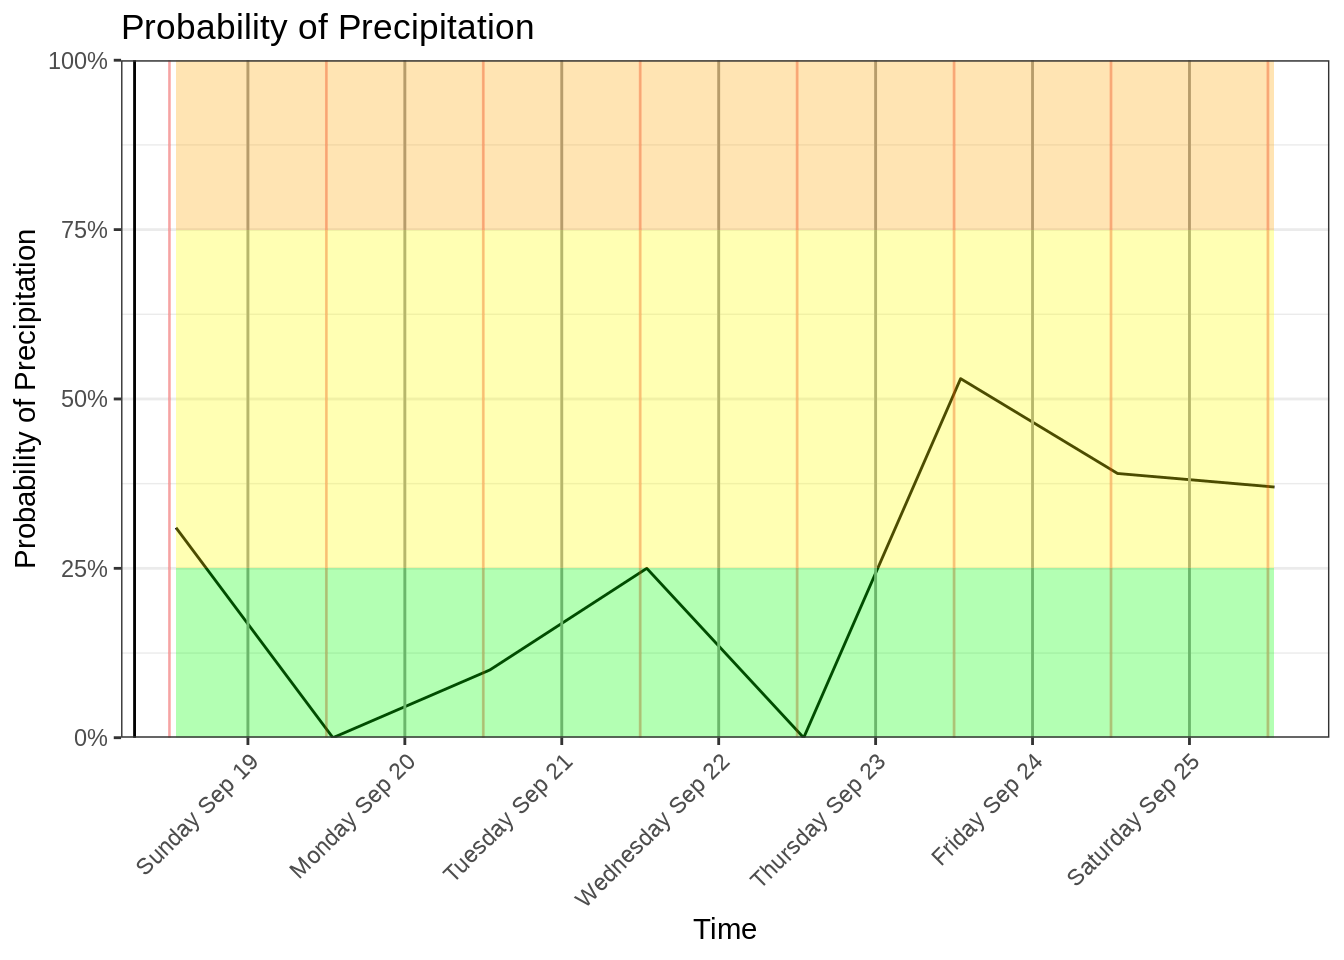 Probability of Precipitation
Probability of Precipitation
100%
75%
50%
25%
0%
Sunday Sep 19
Monday Sep 20
Tuesday Sep 21
Wednesday Sep 22
Thursday Sep 23
Friday Sep 24
Saturday Sep 25
Time